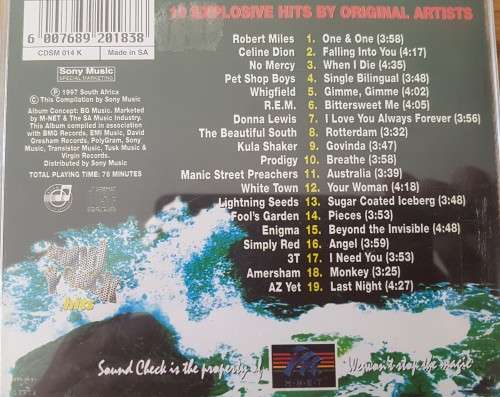 19 EXPLOSIVE HITS BY ORIGINAL ARTISTS
6 007689 201838
CDSM 014 K Made in SA
Sony Music
SPECIAL MARKETING
℗ 1997 South Africa
© This Compilation by Sony Music
Album Concept: BG Music. Marketed
by M-NET & The SA Music Industry.
This Album compiled in association
with BMG Records, EMI Music, David
Gresham Records, PolyGram, Sony
Music, Transistor Music, Tusk Music &
Virgin Records.
Distributed by Sony Music
TOTAL PLAYING TIME: 78 MINUTES
Robert Miles 1. One & One (3:58)
Celine Dion 2. Falling Into You (4:17)
No Mercy 3. When I Die (4:35)
Pet Shop Boys 4. Single Bilingual (3:48)
Whigfield 5. Gimme, Gimme (4:02)
R.E.M. 6. Bittersweet Me (4:05)
Donna Lewis 7. I Love You Always Forever (3:56)
The Beautiful South 8. Rotterdam (3:32)
Kula Shaker 9. Govinda (3:47)
Prodigy 10. Breathe (3:58)
Manic Street Preachers 11. Australia (3:39)
White Town 12. Your Woman (4:18)
Lightning Seeds 13. Sugar Coated Iceberg (3:48)
Fool's Garden 14. Pieces (3:53)
Enigma 15. Beyond the Invisible (4:48)
Simply Red 16. Angel (3:59)
3T 17. I Need You (3:53)
Amersham 18. Monkey (3:25)
AZ Yet 19. Last Night (4:27)
hits
Sound Check is the property of M·NET We won't stop the magic